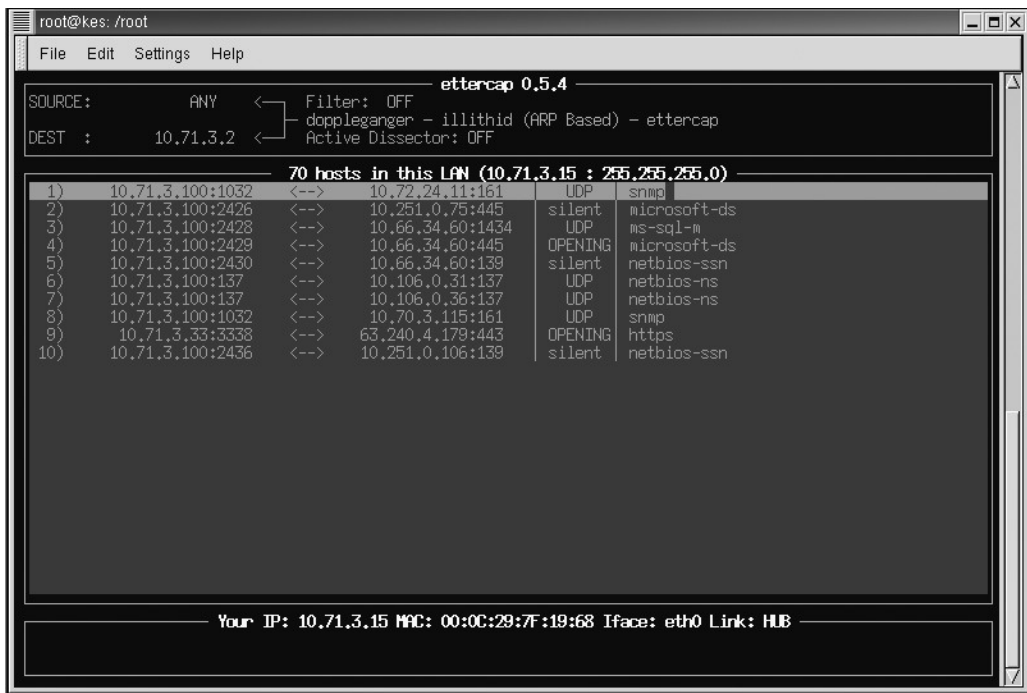 root@kes: /root
File Edit Settings Help
ettercap 0.5.4
SOURCE: ANY <— Filter: OFF
doppleganger – illithid (ARP Based) – ettercap
DEST : 10.71.3.2 <— Active Dissector: OFF
70 hosts in this LAN (10.71.3.15 : 255.255.255.0)
1) 10.71.3.100:1032 <--> 10.72.24.11:161 | UDP | snmp
2) 10.71.3.100:2426 <--> 10.251.0.75:445 | silent | microsoft-ds
3) 10.71.3.100:2428 <--> 10.66.34.60:1434 | UDP | ms-sql-m
4) 10.71.3.100:2429 <--> 10.66.34.60:445 | OPENING | microsoft-ds
5) 10.71.3.100:2430 <--> 10.66.34.60:139 | silent | netbios-ssn
6) 10.71.3.100:137 <--> 10.106.0.31:137 | UDP | netbios-ns
7) 10.71.3.100:137 <--> 10.106.0.36:137 | UDP | netbios-ns
8) 10.71.3.100:1032 <--> 10.70.3.115:161 | UDP | snmp
9) 10.71.3.33:3338 <--> 63.240.4.179:443 | OPENING | https
10) 10.71.3.100:2436 <--> 10.251.0.106:139 | silent | netbios-ssn
Your IP: 10.71.3.15 MAC: 00:0C:29:7F:19:68 Iface: eth0 Link: HUB